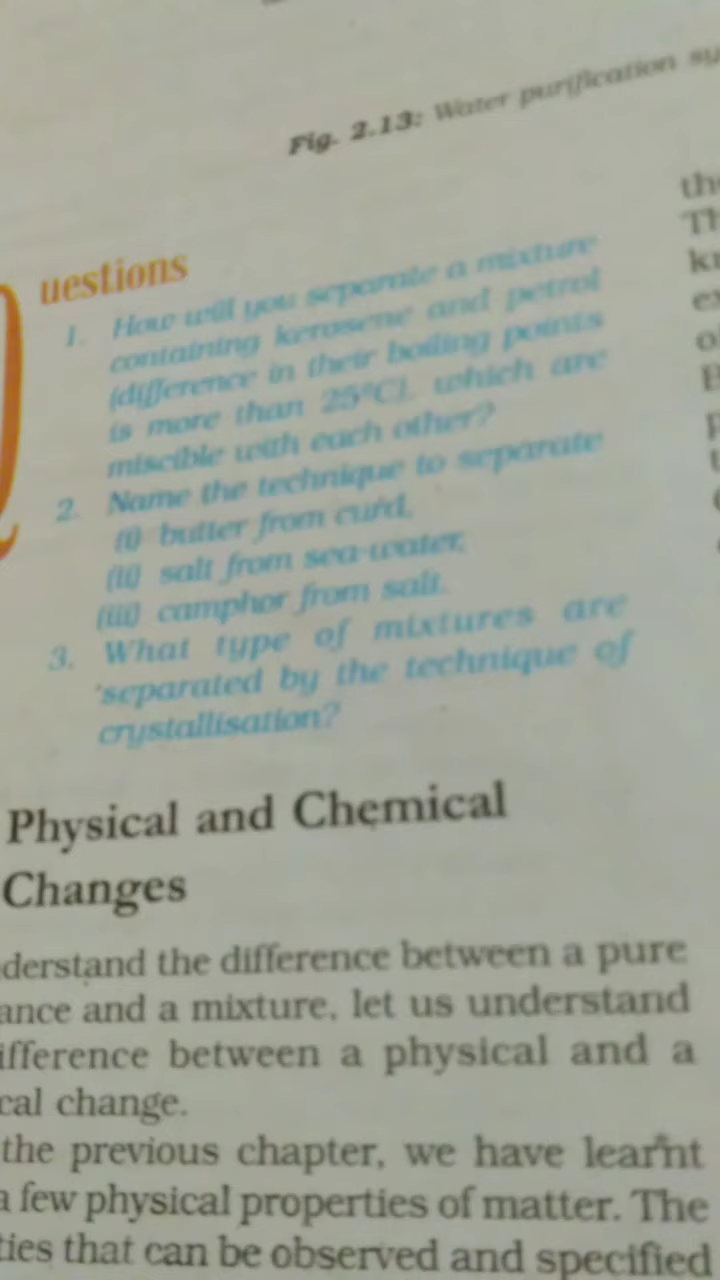 Fig. 2.13: Water purification sy
Questions
1. How will you separate a mixture
containing kerosene and petrol
(difference in their boiling points
is more than 25°C), which are
miscible with each other?
2. Name the technique to separate
(i) butter from curd,
(ii) salt from sea-water,
(iii) camphor from salt.
3. What type of mixtures are
separated by the technique of
crystallisation?
Physical and Chemical
Changes
derstand the difference between a pure
ance and a mixture, let us understand
ifference between a physical and a
cal change.
the previous chapter, we have learnt
a few physical properties of matter. The
ties that can be observed and specified